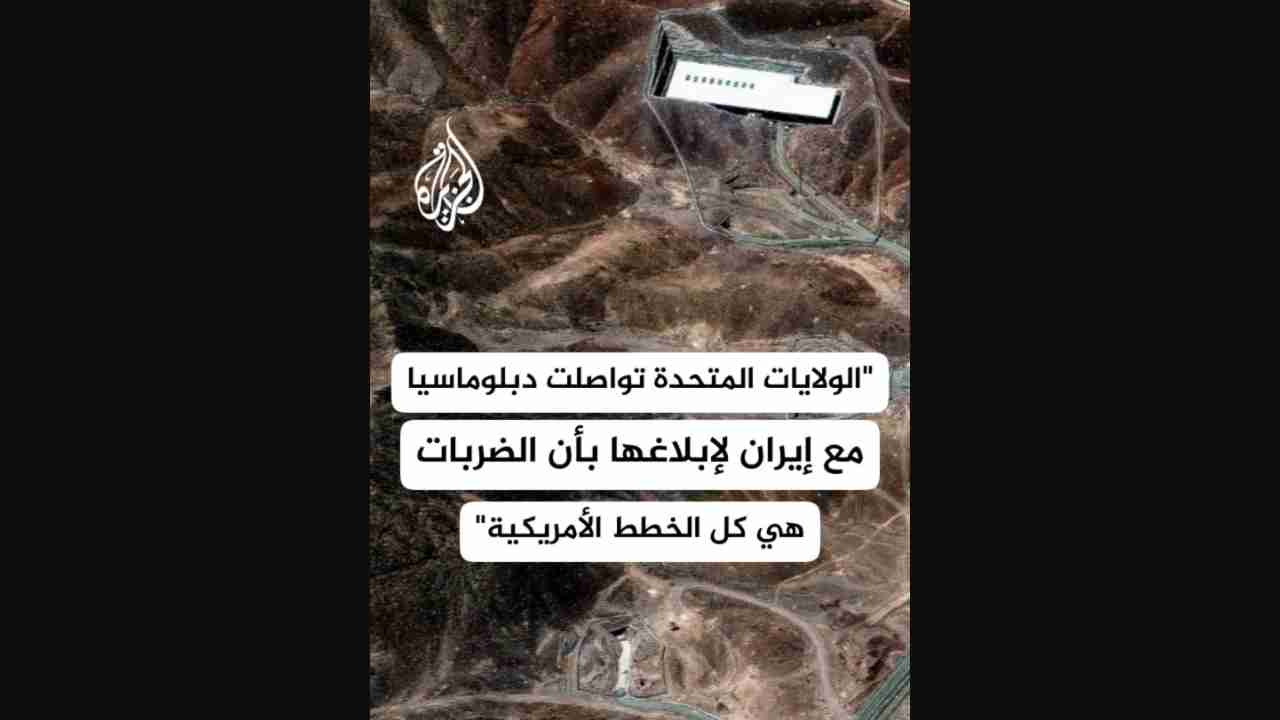 الجزيرة
"الولايات المتحدة تواصلت دبلوماسيا
مع إيران لإبلاغها بأن الضربات
هي كل الخطط الأمريكية"